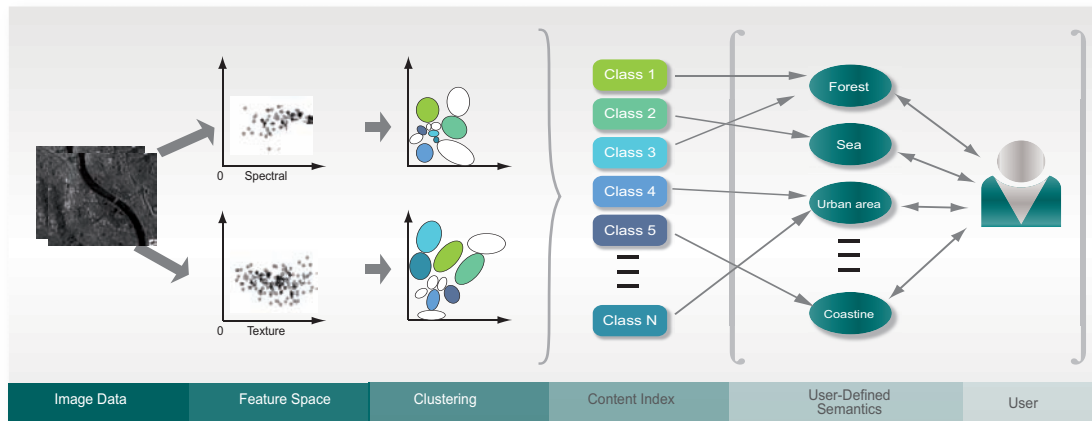 0
Spectral
0
Texture
Class 1
Class 2
Class 3
Class 4
Class 5
Class N
Forest
Sea
Urban area
Coastine
Image Data
Feature Space
Clustering
Content Index
User-Defined
Semantics
User